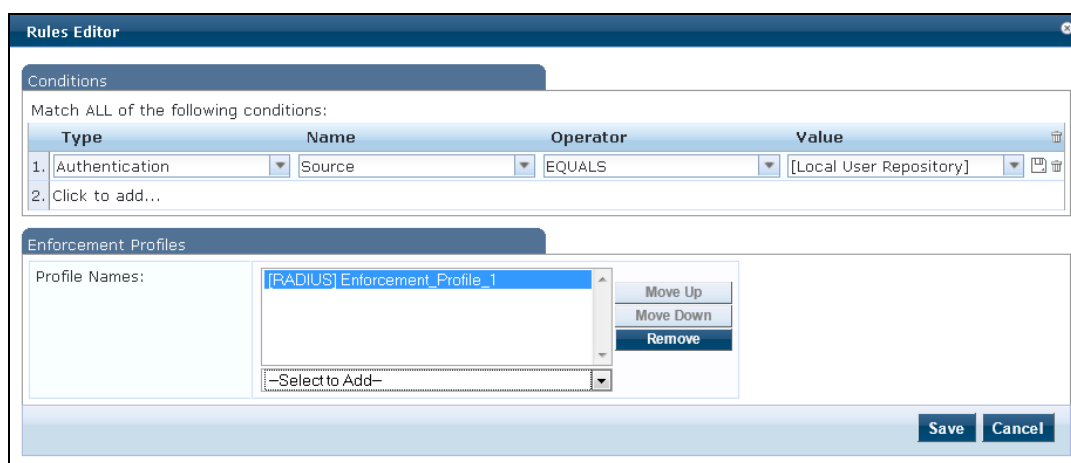 Rules Editor
Conditions
Match ALL of the following conditions:
Type Name Operator Value
1. Authentication Source EQUALS [Local User Repository]
2. Click to add...
Enforcement Profiles
Profile Names:
[RADIUS] Enforcement_Profile_1
Move Up
Move Down
Remove
--Select to Add--
Save Cancel